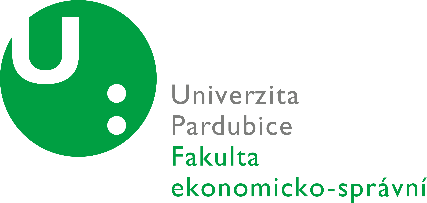 U:
Univerzita
Pardubice
Fakulta
ekonomicko-správní